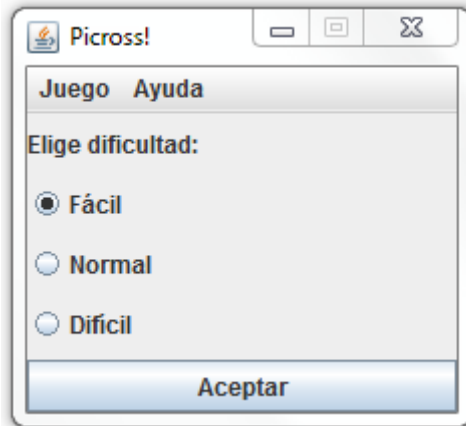 Picross!
Juego Ayuda
Elige dificultad:
Fácil
Normal
Difícil
Aceptar